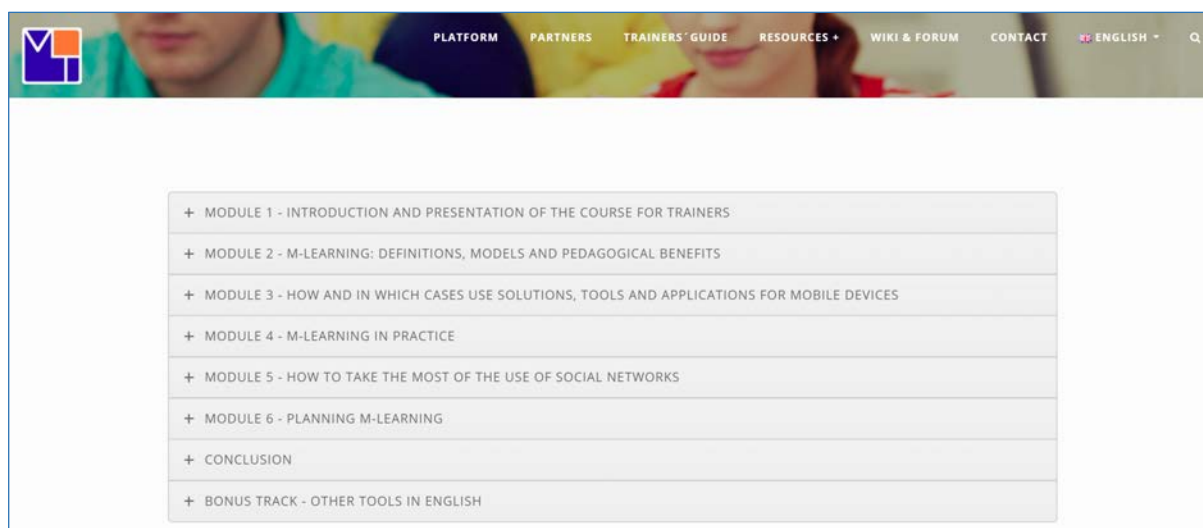 PLATFORM PARTNERS TRAINERS´GUIDE RESOURCES + WIKI & FORUM CONTACT ENGLISH
+ MODULE 1 - INTRODUCTION AND PRESENTATION OF THE COURSE FOR TRAINERS
+ MODULE 2 - M-LEARNING: DEFINITIONS, MODELS AND PEDAGOGICAL BENEFITS
+ MODULE 3 - HOW AND IN WHICH CASES USE SOLUTIONS, TOOLS AND APPLICATIONS FOR MOBILE DEVICES
+ MODULE 4 - M-LEARNING IN PRACTICE
+ MODULE 5 - HOW TO TAKE THE MOST OF THE USE OF SOCIAL NETWORKS
+ MODULE 6 - PLANNING M-LEARNING
+ CONCLUSION
+ BONUS TRACK - OTHER TOOLS IN ENGLISH